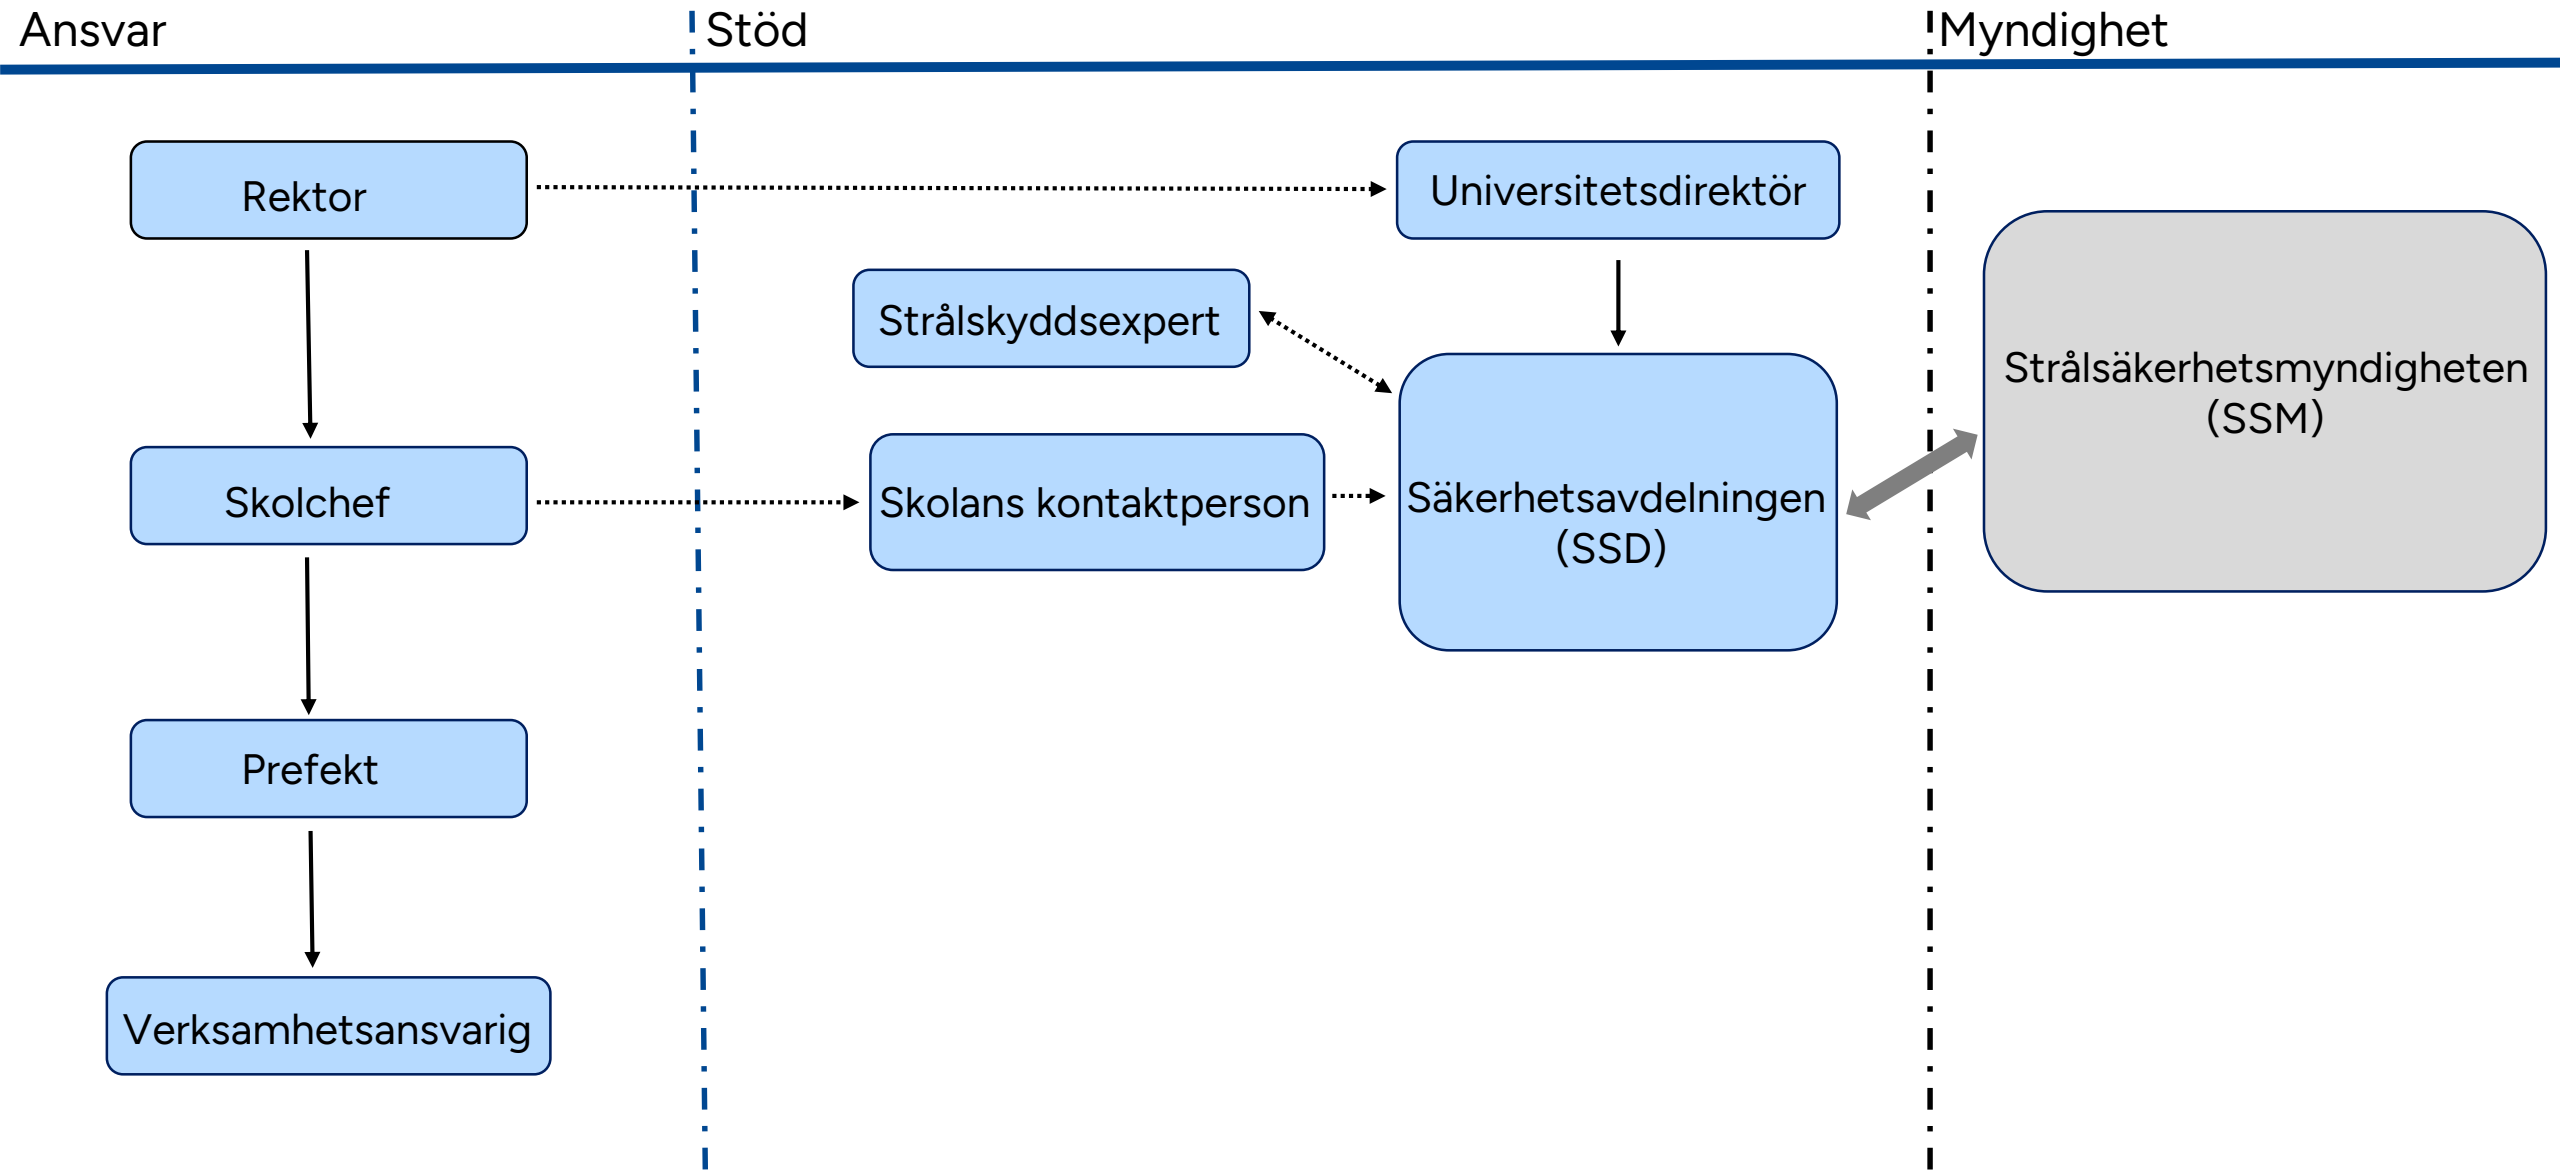 Ansvar
Stöd
Myndighet
Rektor
Universitetsdirektör
Strålskyddsexpert
Strålsäkerhetsmyndigheten
(SSM)
Skolchef
Skolans kontaktperson
Säkerhetsavdelningen
(SSD)
Prefekt
Verksamhetsansvarig